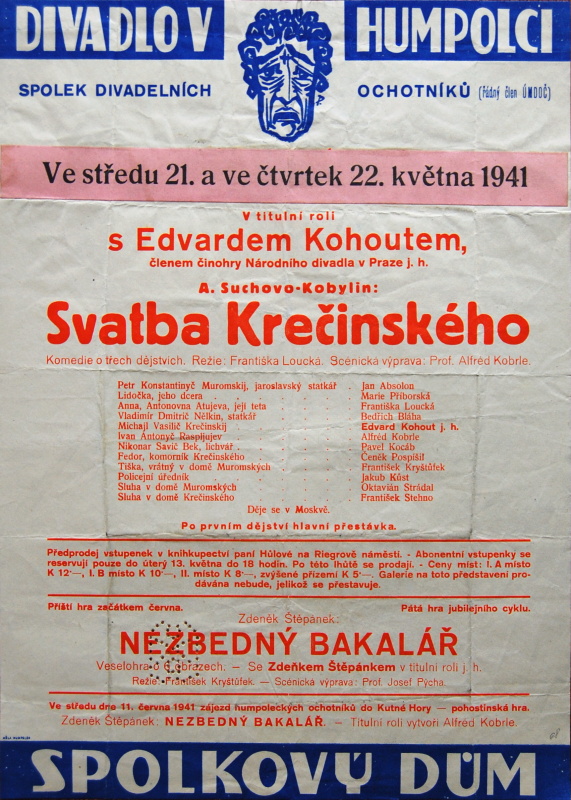 DIVADLO V HUMPOLCI
SPOLEK DIVADELNÍCH OCHOTNÍKŮ (řádný člen ÚMDOČ)
Ve středu 21. a ve čtvrtek 22. května 1941
V titulní roli
s Edvardem Kohoutem,
členem činohry Národního divadla v Praze j. h.
A. Suchovo-Kobylin:
Svatba Krečinského
Komedie o třech dějstvích. Režie: Františka Loucká. Scénická výprava: Prof. Alfréd Kobrle.
Petr Konstantinyč Muromskij, jaroslavský statkář . Jan Absolon
Lidočka, jeho dcera . . . . . Marie Příborská
Anna, Antonovna Atujeva, její teta . . . Františka Loucká
Vladimír Dmitrič Nělkin, statkář . . . Bedřich Bláha
Michajl Vasilič Krečinskij . . . . Edvard Kohout j. h.
Ivan Antonyč Raspljujev . . . . Alfréd Kobrle
Nikonar Savič Bek, lichvář . . . . Pavel Kocáb
Fedor, komorník Krečinského . . . . Čeněk Pospíšil
Tiška, vrátný v domě Muromských . . . František Kryštůfek
Policejní úředník . . . . . Jakub Kůst
Sluha v domě Muromských . . . . Oktavián Strádal
Sluha v domě Krečinského . . . . František Stehno
Děje se v Moskvě.
Po prvním dějství hlavní přestávka.
Předprodej vstupenek v knihkupectví paní Hůlové na Riegrově náměstí. - Abonentní vstupenky se
reservují pouze do úterý 13. května do 18 hodin. Po této lhůtě se prodají. - Ceny míst: I. A místo
K 12·—, I. B místo K 10·—, II. místo K 8·—, zvýšené přízemí K 5·—. Galerie na toto představení pro-
dávána nebude, jelikož se přestavuje.
Příští hra začátkem června. Pátá hra jubilejního cyklu.
Zdeněk Štěpánek:
NEZBEDNÝ BAKALÁŘ
Veselohra o 6 obrazech. — Se Zdeňkem Štěpánkem v titulní roli j. h.
Režie: František Kryštůfek. — Scénická výprava: Prof. Josef Pýcha.
Ve středu dne 11. června 1941 zájezd humpoleckých ochotníků do Kutné Hory — pohostinská hra.
Zdeněk Štěpánek: NEZBEDNÝ BAKALÁŘ. — Titulní roli vytvoří Alfréd Kobrle.
68
SPOLKOVÝ DŮM